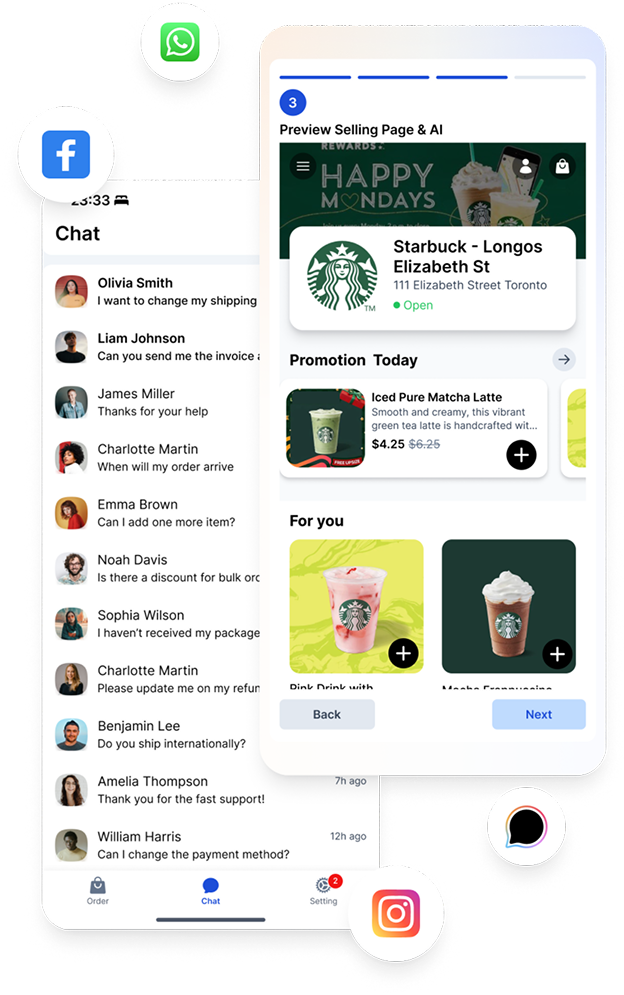 23:33
Chat
Olivia Smith
I want to change my shipping
Liam Johnson
Can you send me the invoice
James Miller
Thanks for your help
Charlotte Martin
When will my order arrive
Emma Brown
Can I add one more item?
Noah Davis
Is there a discount for bulk
Sophia Wilson
I haven’t received my package
Charlotte Martin
Please update me on my
Benjamin Lee
Do you ship internationally?
Amelia Thompson
7h ago
Thank you for the fast support!
William Harris
12h ago
Can I change the payment method?
Order
Chat
Setting
2
3
Preview Selling Page & AI
REWARDS
HAPPY
MONDAYS
Starbuck - Longos
Elizabeth St
111 Elizabeth Street Toronto
Open
TM
Promotion Today
Iced Pure Matcha Latte
Smooth and creamy, this vibrant
green tea latte is handcrafted wit...
$4.25 $6.25
FREE UPSIZE
For you
Pink Drink with
Mocha Frappuccino
Back
Next